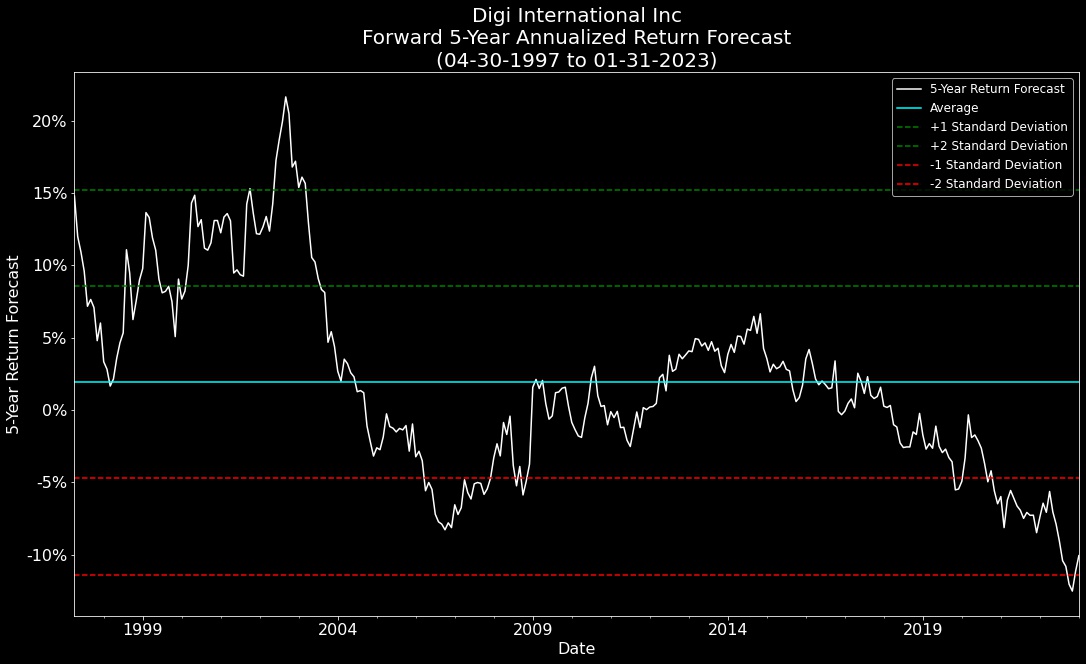 Digi International Inc
Forward 5-Year Annualized Return Forecast
(04-30-1997 to 01-31-2023)
5-Year Return Forecast
Average
+1 Standard Deviation
+2 Standard Deviation
-1 Standard Deviation
-2 Standard Deviation
5-Year Return Forecast
20%
15%
10%
5%
0%
-5%
-10%
1999
2004
2009
2014
2019
Date